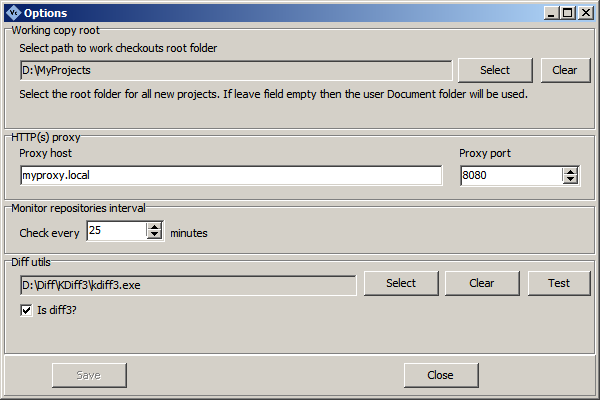 Options
Working copy root
Select path to work checkouts root folder
D:\MyProjects Select Clear
Select the root folder for all new projects. If leave field empty then the user Document folder will be used.
HTTP(s) proxy
Proxy host Proxy port
myproxy.local 8080
Monitor repositories interval
Check every 25 minutes
Diff utils
D:\Diff\KDiff3\kdiff3.exe Select Clear Test
Is diff3?
Save Close